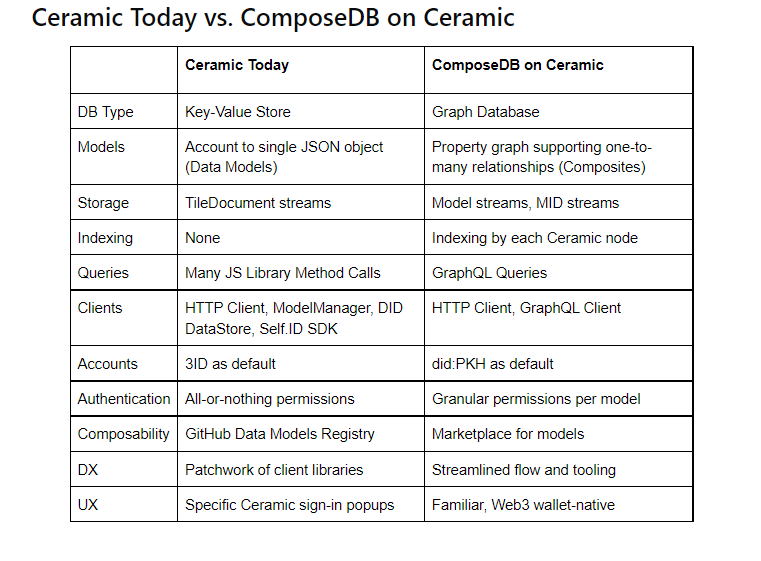 Ceramic Today vs. ComposeDB on Ceramic
Ceramic Today ComposeDB on Ceramic
DB Type Key-Value Store Graph Database
Models Account to single JSON object Property graph supporting one-to-
(Data Models) many relationships (Composites)
Storage TileDocument streams Model streams, MID streams
Indexing None Indexing by each Ceramic node
Queries Many JS Library Method Calls GraphQL Queries
Clients HTTP Client, ModelManager, DID HTTP Client, GraphQL Client
DataStore, Self.ID SDK
Accounts 3ID as default did:PKH as default
Authentication All-or-nothing permissions Granular permissions per model
Composability GitHub Data Models Registry Marketplace for models
DX Patchwork of client libraries Streamlined flow and tooling
UX Specific Ceramic sign-in popups Familiar, Web3 wallet-native